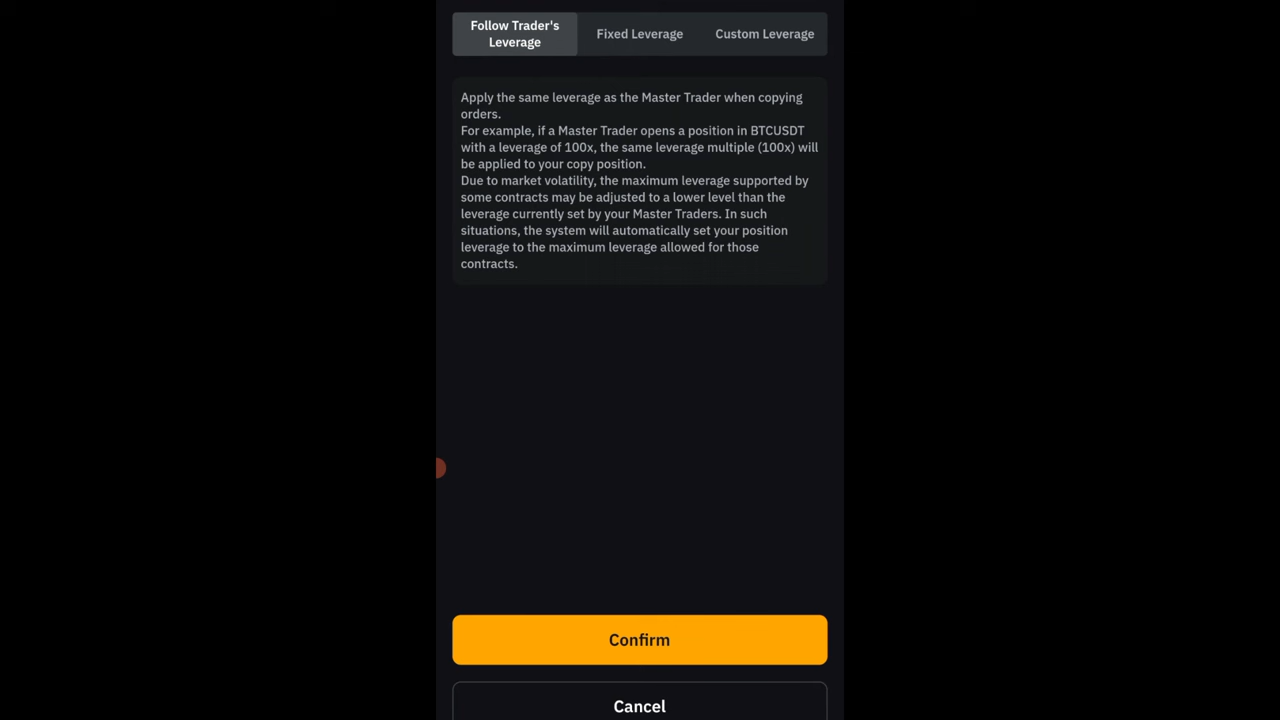 Follow Trader's
Leverage
Fixed Leverage
Custom Leverage
Apply the same leverage as the Master Trader when copying
orders.
For example, if a Master Trader opens a position in BTCUSDT
with a leverage of 100x, the same leverage multiple (100x) will
be applied to your copy position.
Due to market volatility, the maximum leverage supported by
some contracts may be adjusted to a lower level than the
leverage currently set by your Master Traders. In such
situations, the system will automatically set your position
leverage to the maximum leverage allowed for those
contracts.
Confirm
Cancel